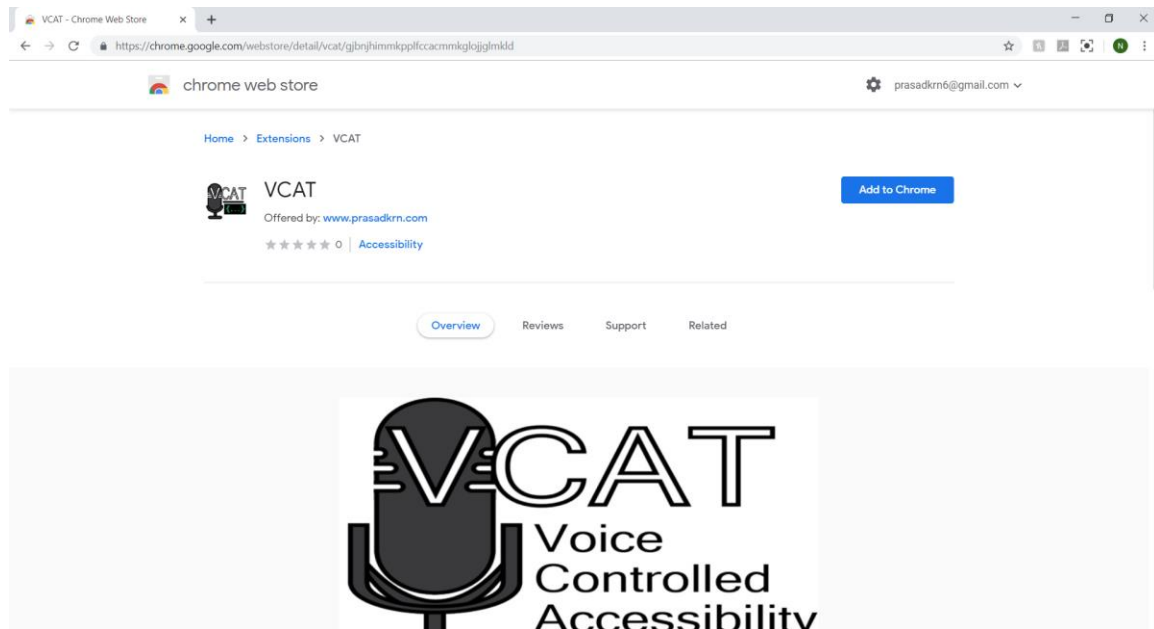 VCAT - Chrome Web Store
https://chrome.google.com/webstore/detail/vcat/gjbnjhimmkpplfccacmmkglojjglmkld
N
chrome web store
prasadkrn6@gmail.com
Home > Extensions > VCAT
VCAT
VCAT
Add to Chrome
Offered by: www.prasadkrn.com
0 | Accessibility
Overview Reviews Support Related
VCAT
Voice
Controlled
Accessibility